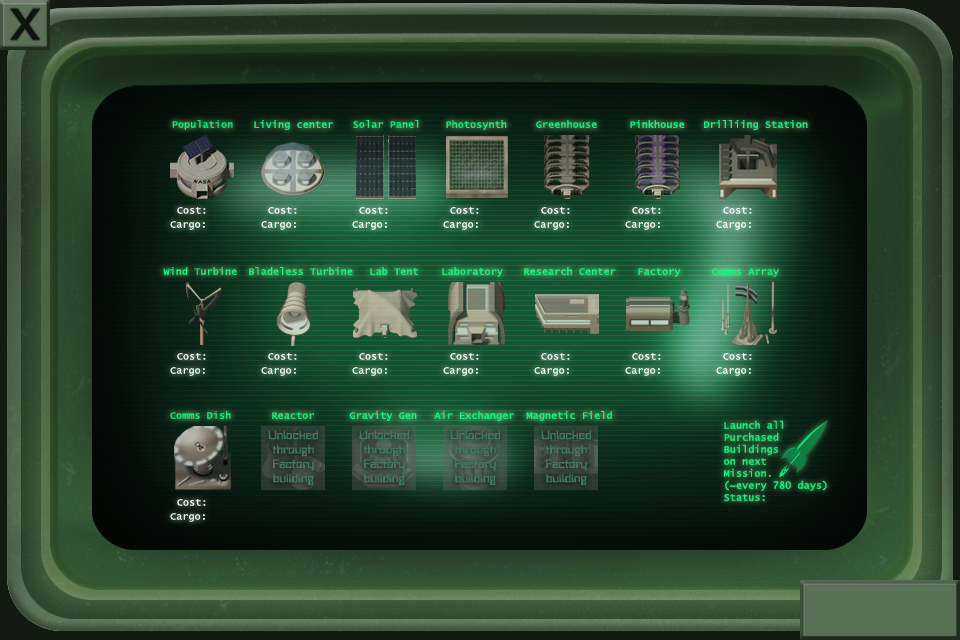 X
Population Living center Solar Panel Photosynth Greenhouse Pinkhouse Drilliing Station
NASA
Cost: Cost: Cost: Cost: Cost: Cost: Cost:
Cargo: Cargo: Cargo: Cargo: Cargo: Cargo: Cargo:
Wind Turbine Bladeless Turbine Lab Tent Laboratory Research Center Factory Comms Array
Cost: Cost: Cost: Cost: Cost: Cost: Cost:
Cargo: Cargo: Cargo: Cargo: Cargo: Cargo: Cargo:
Comms Dish Reactor Gravity Gen Air Exchanger Magnetic Field
Unlocked Unlocked Unlocked Unlocked
through through through through
Factory Factory Factory Factory
building building building building
Cost:
Cargo:
Launch all
Purchased
Buildings
on next
Mission.
(~every 780 days)
Status: